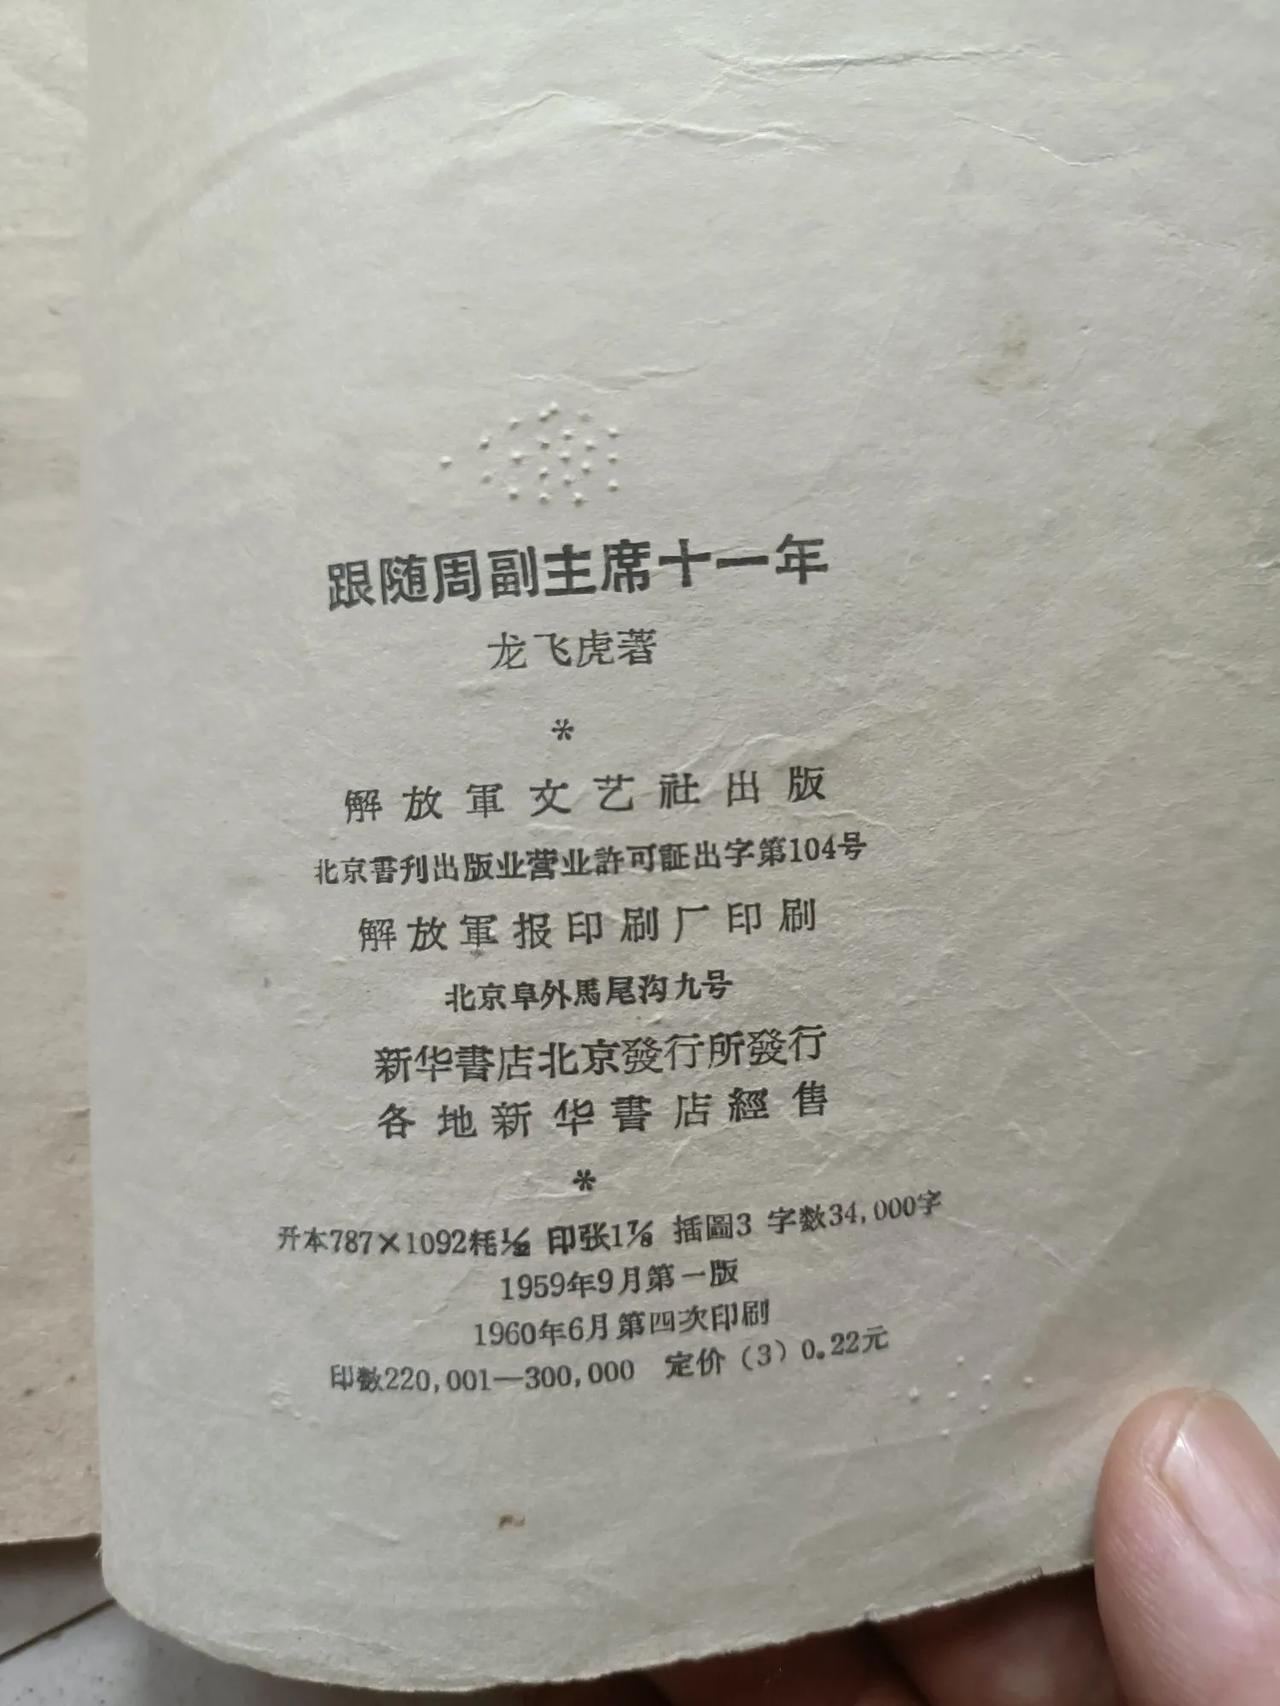 跟随周副主席十一年
龙飞虎著
*
解放軍文艺社出版
北京書刊出版业营业許可証出字第104号
解放軍报印刷厂印刷
北京阜外馬尾沟九号
新华書店北京發行所發行
各地新华書店經售
*
开本787×1092粍1/32 印张1 7/8 插圖3 字数34,000字
1959年9月第一版
1960年6月第四次印刷
印数220,001—300,000 定价（3）0.22元